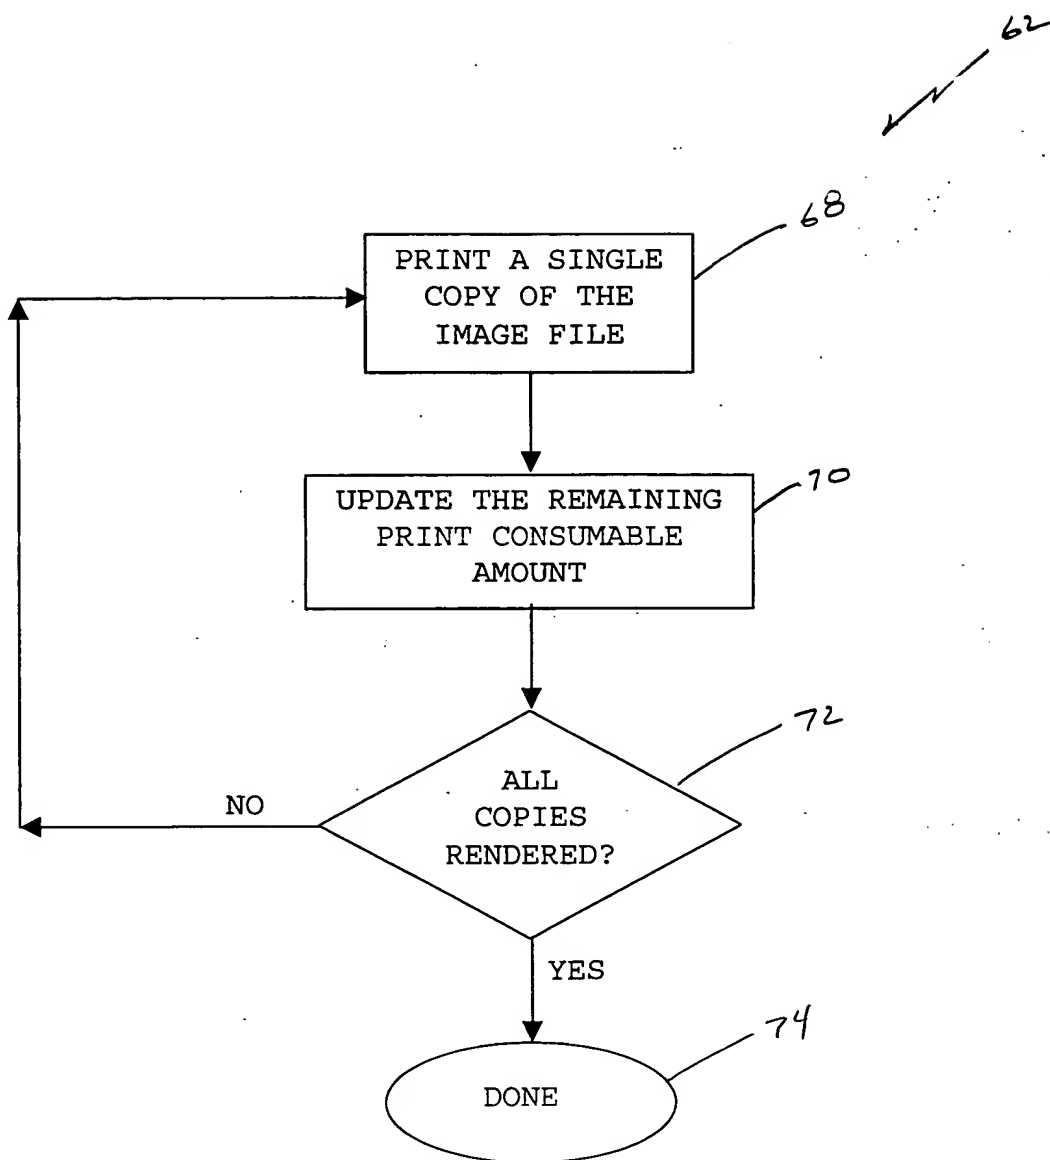 62
68
PRINT A SINGLE
COPY OF THE
IMAGE FILE
70
UPDATE THE REMAINING
PRINT CONSUMABLE
AMOUNT
72
ALL
COPIES
RENDERED?
NO
YES
74
DONE